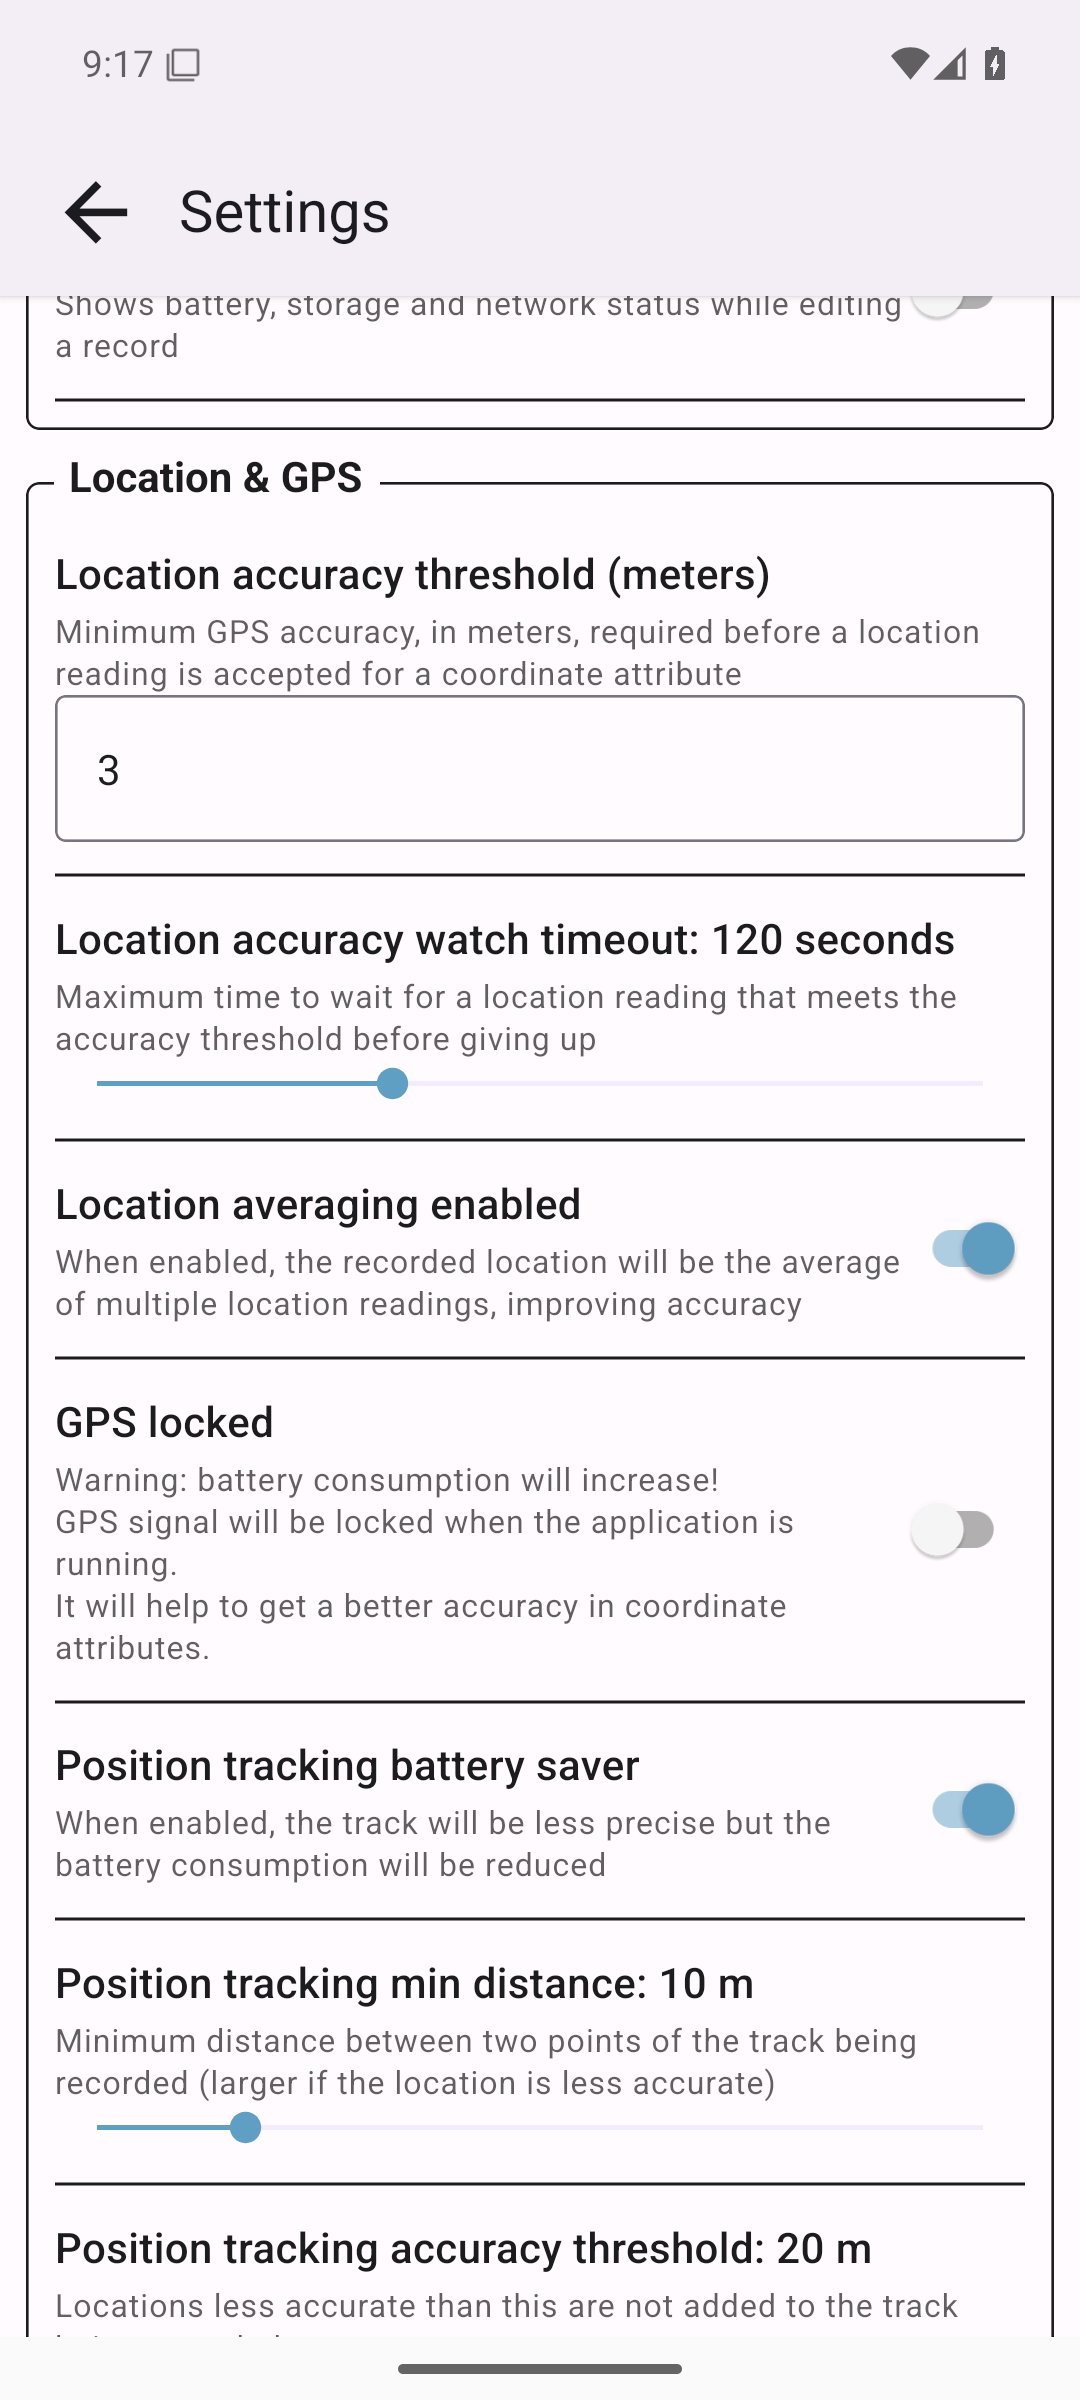 9:17
Settings
Shows battery, storage and network status while editing
a record
Location & GPS
Location accuracy threshold (meters)
Minimum GPS accuracy, in meters, required before a location
reading is accepted for a coordinate attribute
3
Location accuracy watch timeout: 120 seconds
Maximum time to wait for a location reading that meets the
accuracy threshold before giving up
Location averaging enabled
When enabled, the recorded location will be the average
of multiple location readings, improving accuracy
GPS locked
Warning: battery consumption will increase!
GPS signal will be locked when the application is
running.
It will help to get a better accuracy in coordinate
attributes.
Position tracking battery saver
When enabled, the track will be less precise but the
battery consumption will be reduced
Position tracking min distance: 10 m
Minimum distance between two points of the track being
recorded (larger if the location is less accurate)
Position tracking accuracy threshold: 20 m
Locations less accurate than this are not added to the track